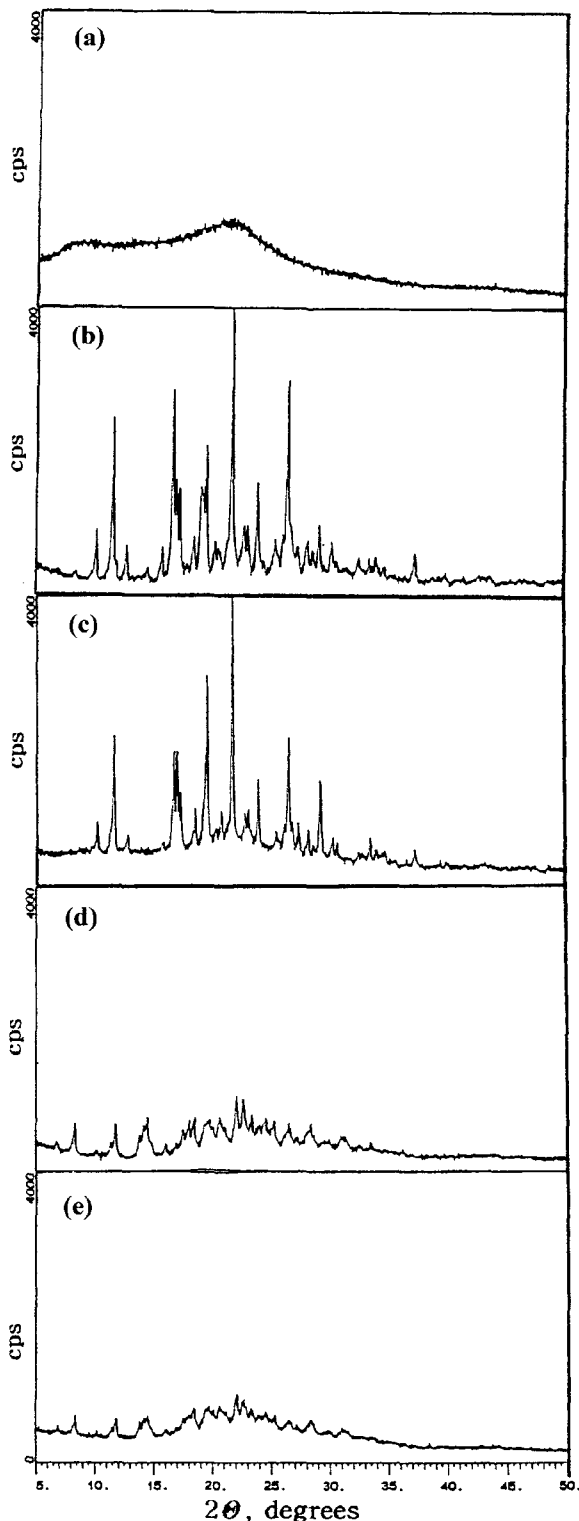 4000
(a)
cps
4000
(b)
cps
4000
(c)
cps
4000
(d)
cps
4000
(e)
cps
0
5. 10. 15. 20. 25. 30. 35. 40. 45. 50.
2Θ, degrees